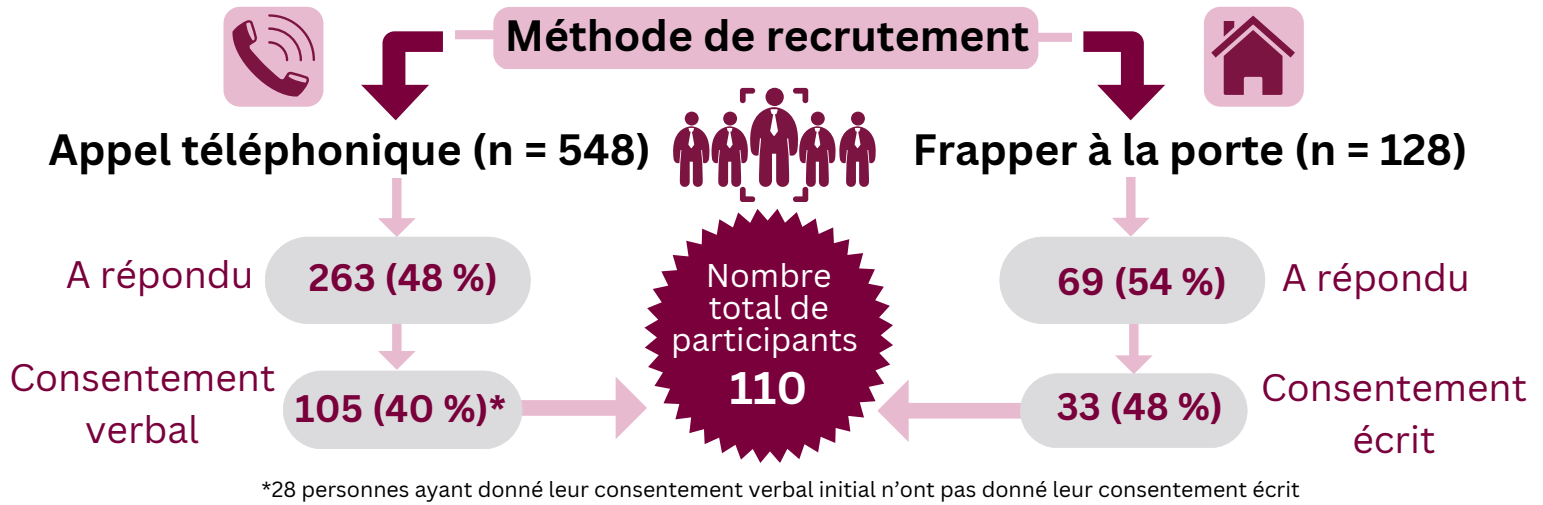 Méthode de recrutement
Appel téléphonique (n = 548)
Frapper à la porte (n = 128)
A répondu
263 (48 %)
69 (54 %)
A répondu
Nombre
total de
participants
110
Consentement
verbal
105 (40 %)*
33 (48 %)
Consentement
écrit
*28 personnes ayant donné leur consentement verbal initial n’ont pas donné leur consentement écrit